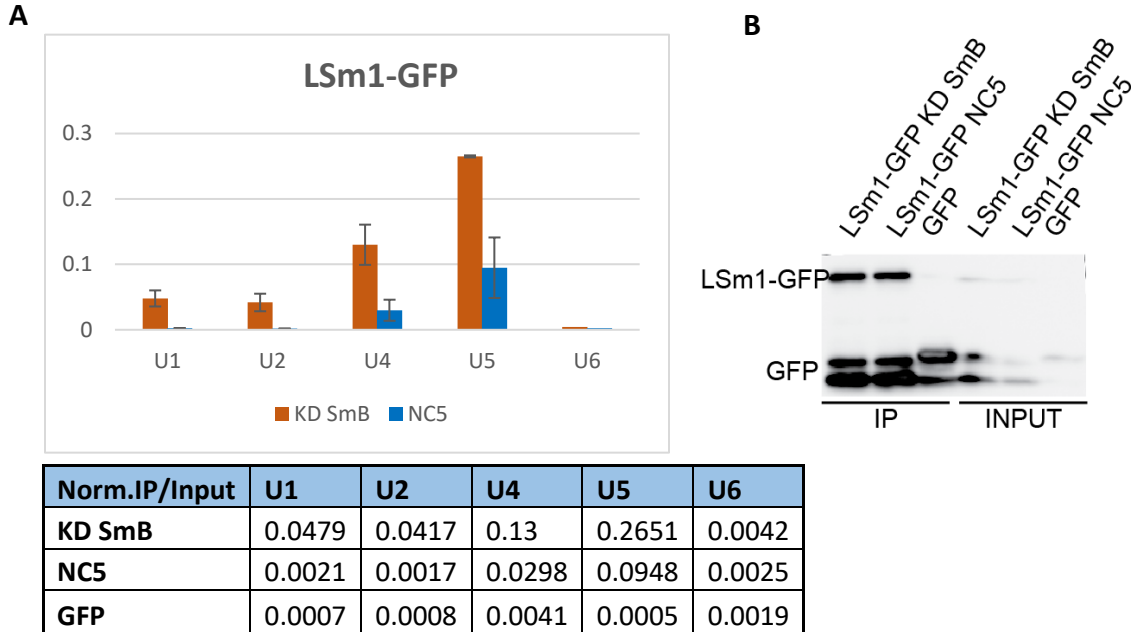 A
LSm1-GFP
0.3
0.2
0.1
0
U1 U2 U4 U5 U6
KD SmB NC5
Norm.IP/Input U1 U2 U4 U5 U6
KD SmB 0.0479 0.0417 0.13 0.2651 0.0042
NC5 0.0021 0.0017 0.0298 0.0948 0.0025
GFP 0.0007 0.0008 0.0041 0.0005 0.0019
B
LSm1-GFP KD SmB
LSm1-GFP NC5
GFP
LSm1-GFP KD SmB
LSm1-GFP NC5
GFP
LSm1-GFP
GFP
IP INPUT